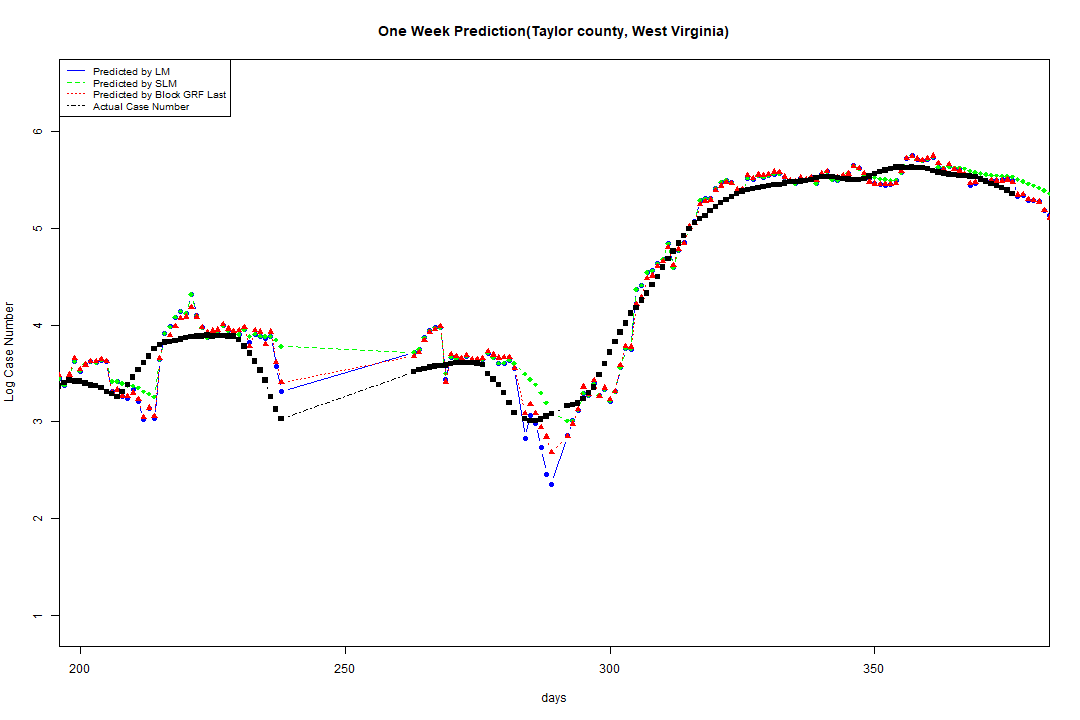 One Week Prediction(Taylor county, West Virginia)
Predicted by LM
Predicted by SLM
Predicted by Block GRF Last
Actual Case Number
6
5
4
3
2
1
Log Case Number
200 250 300 350
days